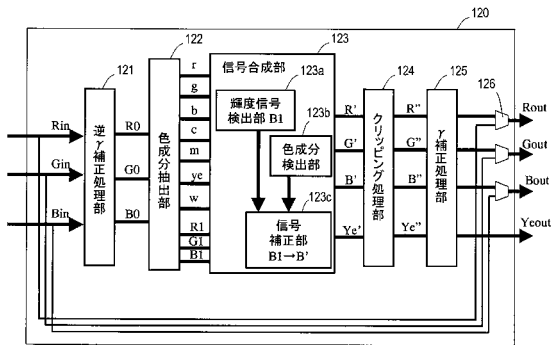 120
121
122
123
123a
123b
123c
124
125
126
Rin
Gin
Bin
逆γ補正処理部
R0
G0
B0
色成分抽出部
r
g
b
c
m
ye
w
R1
G1
B1
信号合成部
輝度信号
検出部 B1
色成分
検出部
信号
補正部
B1→B'
R'
G'
B'
Ye'
クリッピング処理部
R"
G"
B"
Ye"
γ補正処理部
Rout
Gout
Bout
Yeout